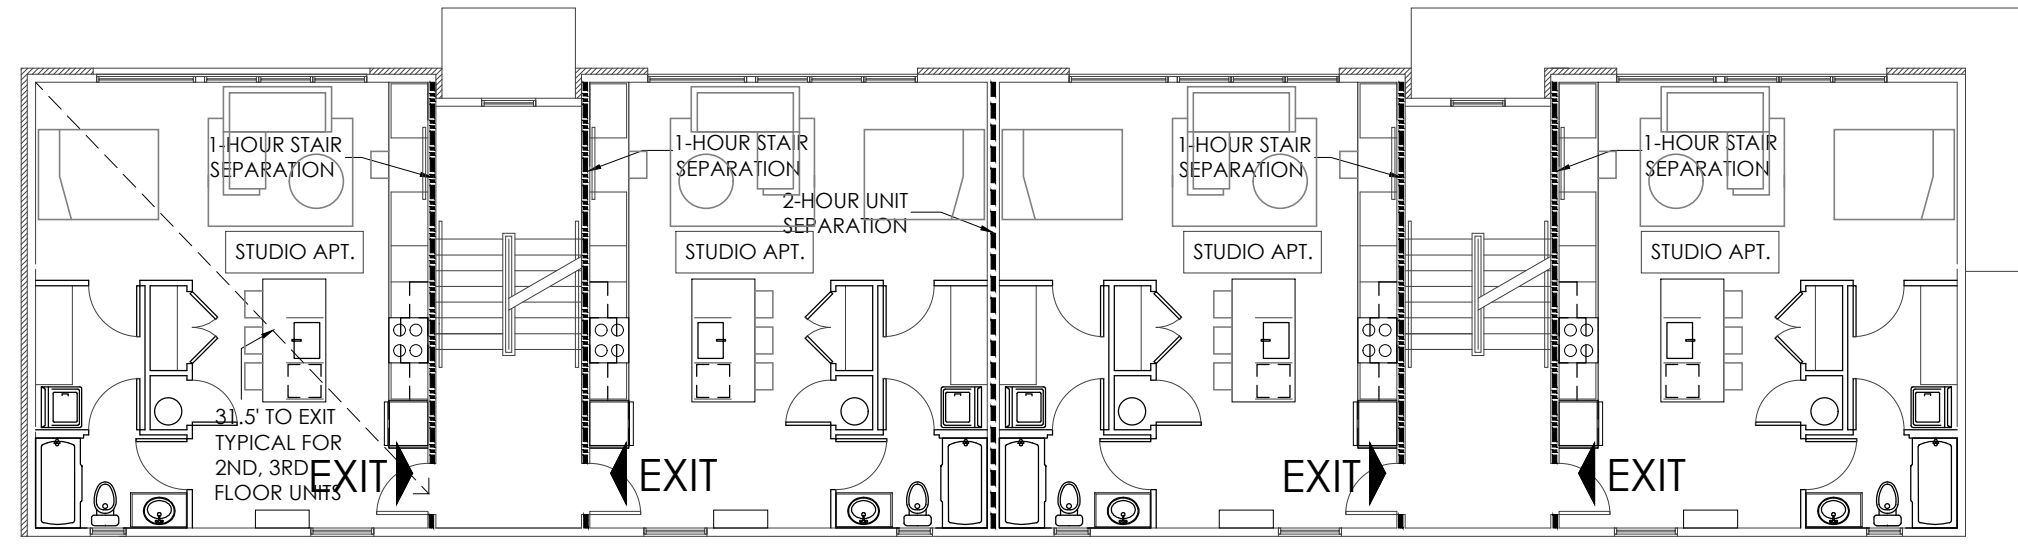 1-HOUR STAIR
SEPARATION
1-HOUR STAIR
SEPARATION
2-HOUR UNIT
SEPARATION
1-HOUR STAIR
SEPARATION
1-HOUR STAIR
SEPARATION
STUDIO APT.
STUDIO APT.
STUDIO APT.
STUDIO APT.
31.5' TO EXIT
TYPICAL FOR
2ND, 3RD
FLOOR UNITS
EXIT
EXIT
EXIT
EXIT